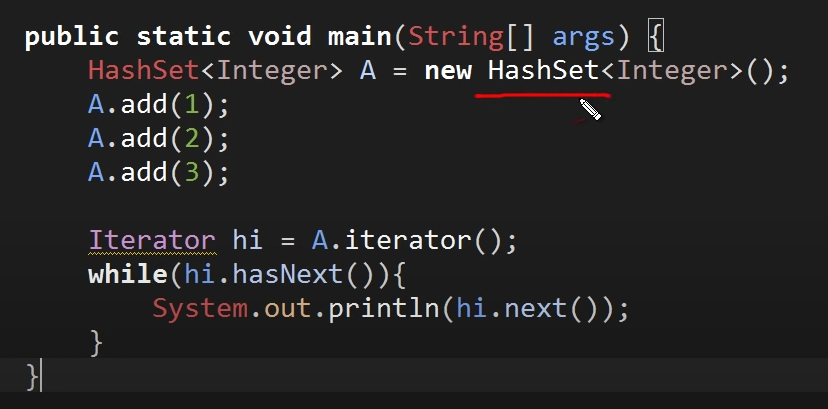 public static void main(String[] args) {
    HashSet<Integer> A = new HashSet<Integer>();
    A.add(1);
    A.add(2);
    A.add(3);
    Iterator hi = A.iterator();
    while(hi.hasNext()){
        System.out.println(hi.next());
    }
}